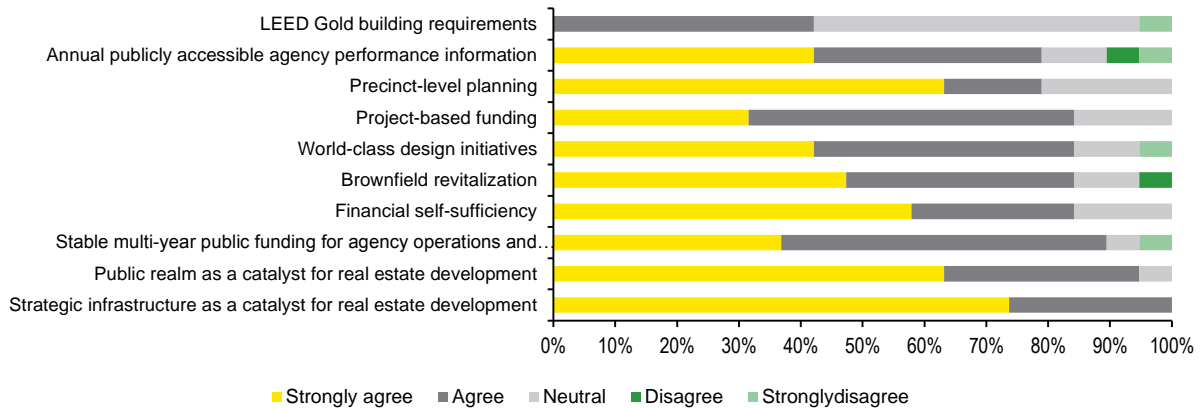 LEED Gold building requirements
Annual publicly accessible agency performance information
Precinct-level planning
Project-based funding
World-class design initiatives
Brownfield revitalization
Financial self-sufficiency
Stable multi-year public funding for agency operations and…
Public realm as a catalyst for real estate development
Strategic infrastructure as a catalyst for real estate development
0% 10% 20% 30% 40% 50% 60% 70% 80% 90% 100%
Strongly agree Agree Neutral Disagree Stronglydisagree